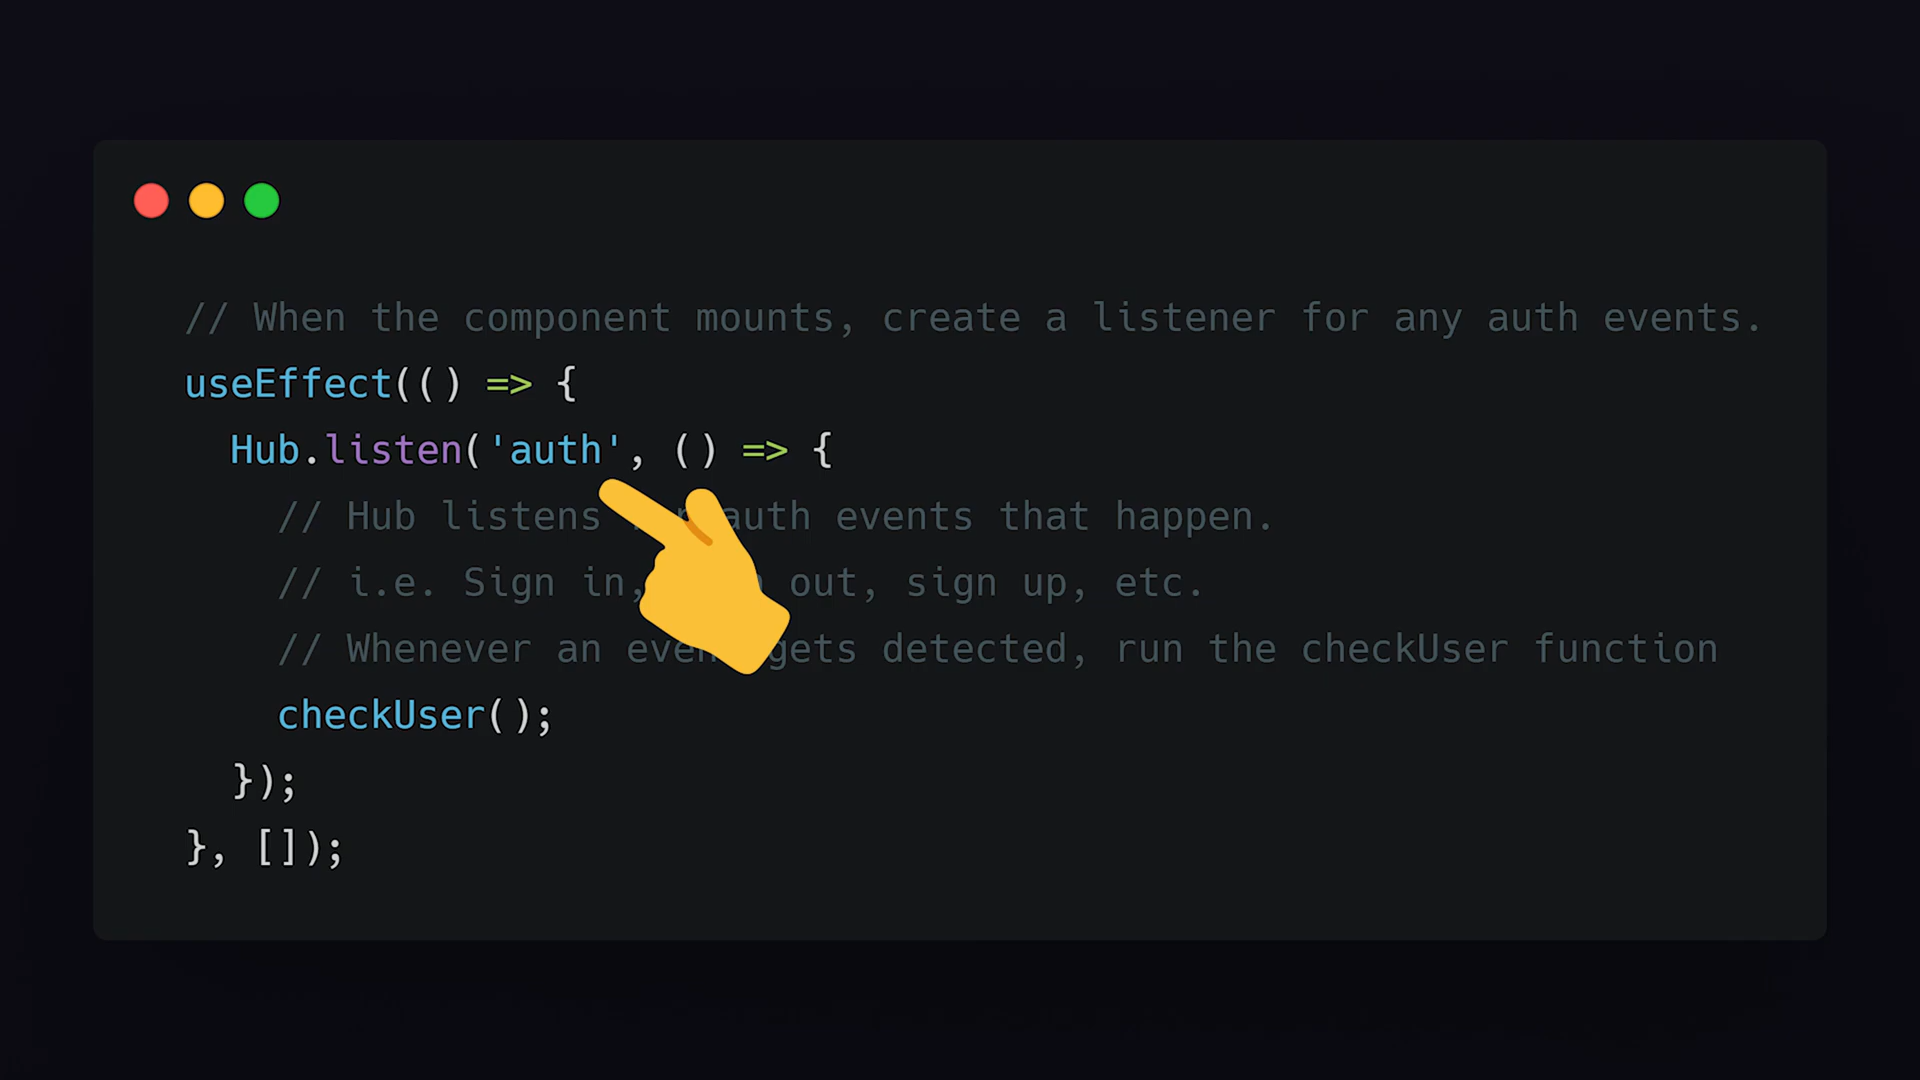 // When the component mounts, create a listener for any auth events.
useEffect(() => {
Hub.listen('auth', () => {
// Hub listens auth events that happen.
// i.e. Sign in, out, sign up, etc.
// Whenever an gets detected, run the checkUser function
checkUser();
});
}, []);